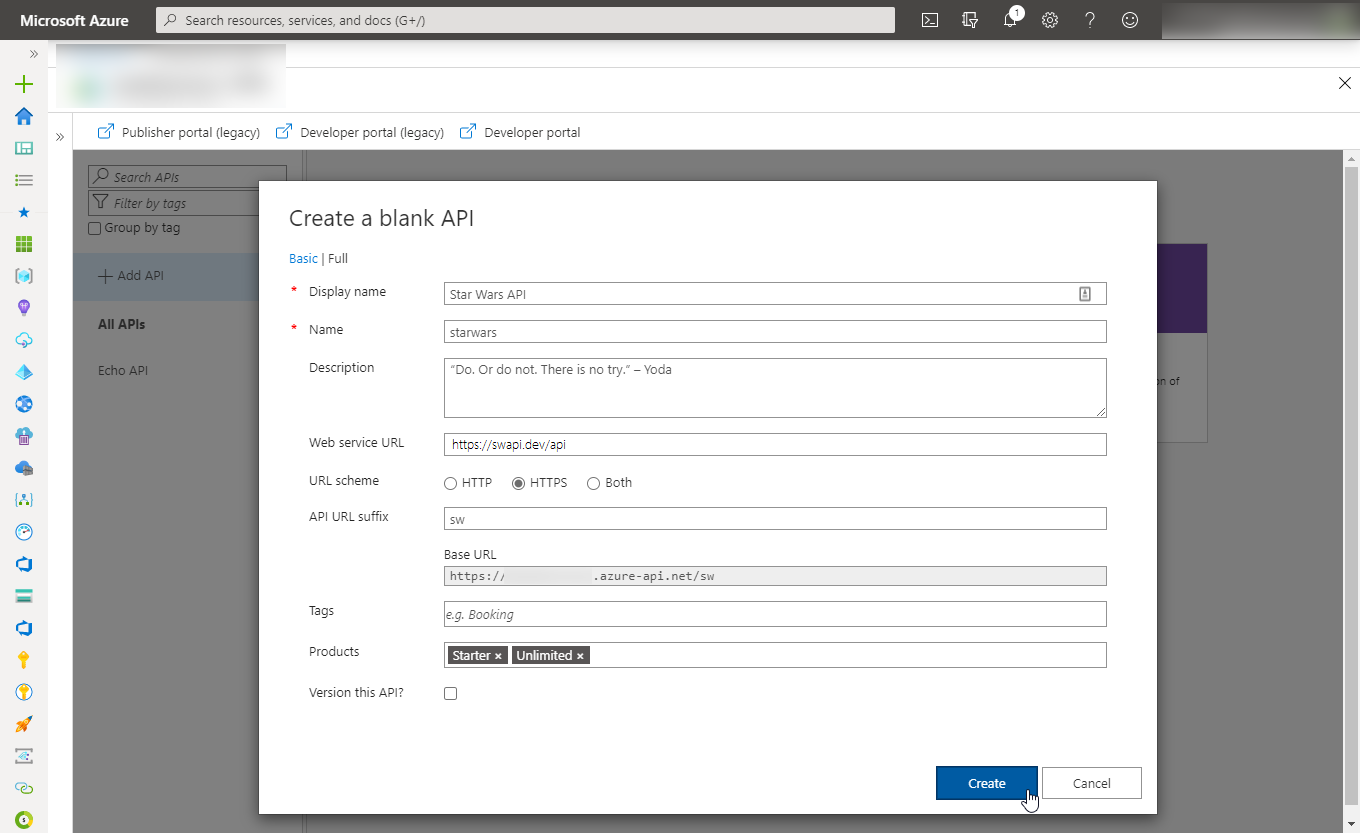 Microsoft Azure
Search resources, services, and docs (G+/)
1
Publisher portal (legacy)
Developer portal (legacy)
Developer portal
Search APIs
Filter by tags
Group by tag
Add API
All APIs
Echo API
Create a blank API
Basic | Full
* Display name
Star Wars API
* Name
starwars
Description
“Do. Or do not. There is no try.” – Yoda
Web service URL
https://swapi.dev/api
URL scheme
HTTP
HTTPS
Both
API URL suffix
sw
Base URL
https://
.azure-api.net/sw
Tags
e.g. Booking
Products
Starter ×
Unlimited ×
Version this API?
Create
Cancel
of